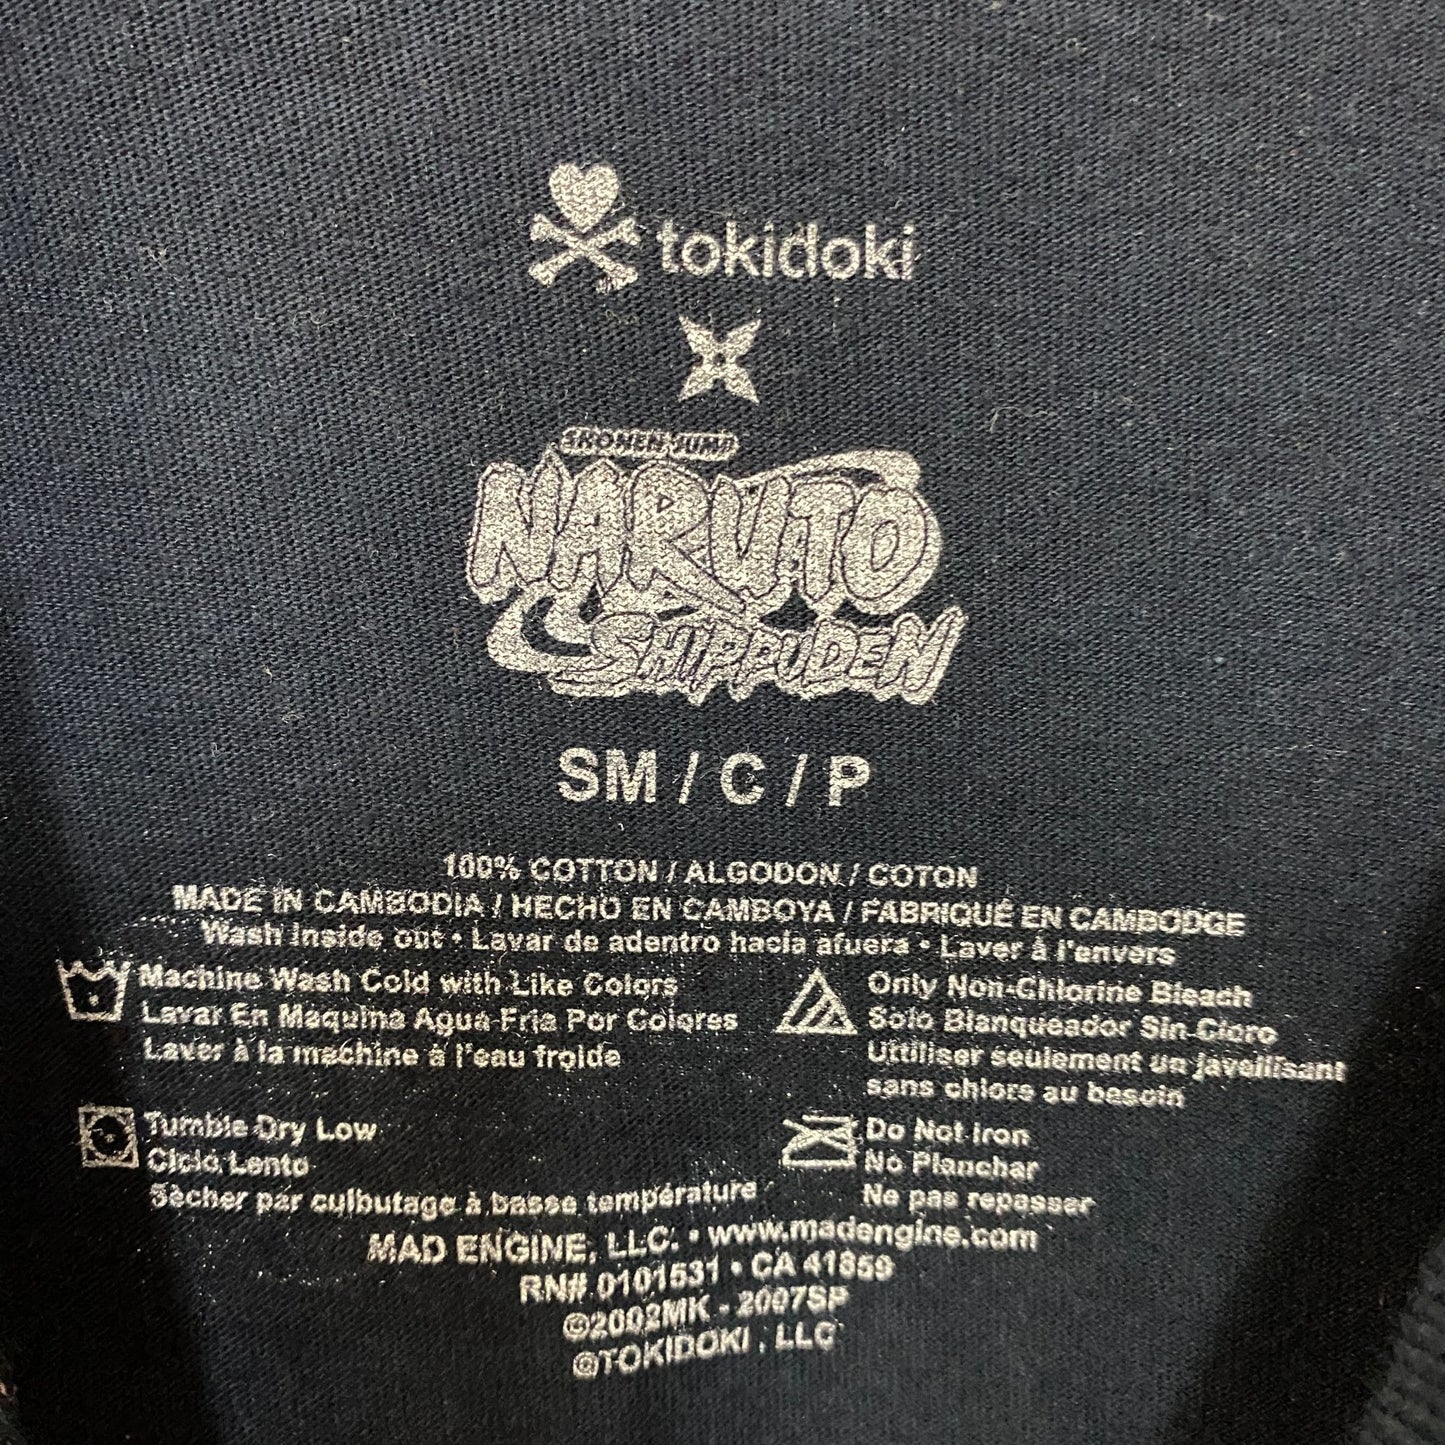 tokidoki
SHONEN JUMP
NARUTO
SHIPPUDEN
SM / C / P
100% COTTON / ALGODON / COTON
MADE IN CAMBODIA / HECHO EN CAMBOYA / FABRIQUÉ EN CAMBODGE
Wash Inside out • Lavar de adentro hacia afuera • Laver à l'envers
Machine Wash Cold with Like Colors
Lavar En Maquina Agua Fria Por Colores
Laver à la machine à l'eau froide
Only Non-Chlorine Bleach
Solo Blanqueador Sin Cloro
Uttiliser seulement un javellisant
sans chlore au besoin
Tumble Dry Low
Ciclo Lento
Sècher par culbutage à basse température
Do Not Iron
No Planchar
Ne pas repasser
MAD ENGINE, LLC. • www.madengine.com
RN# 0101531 • CA 41859
©2002MK - 2007SP
©TOKIDOKI , LLC